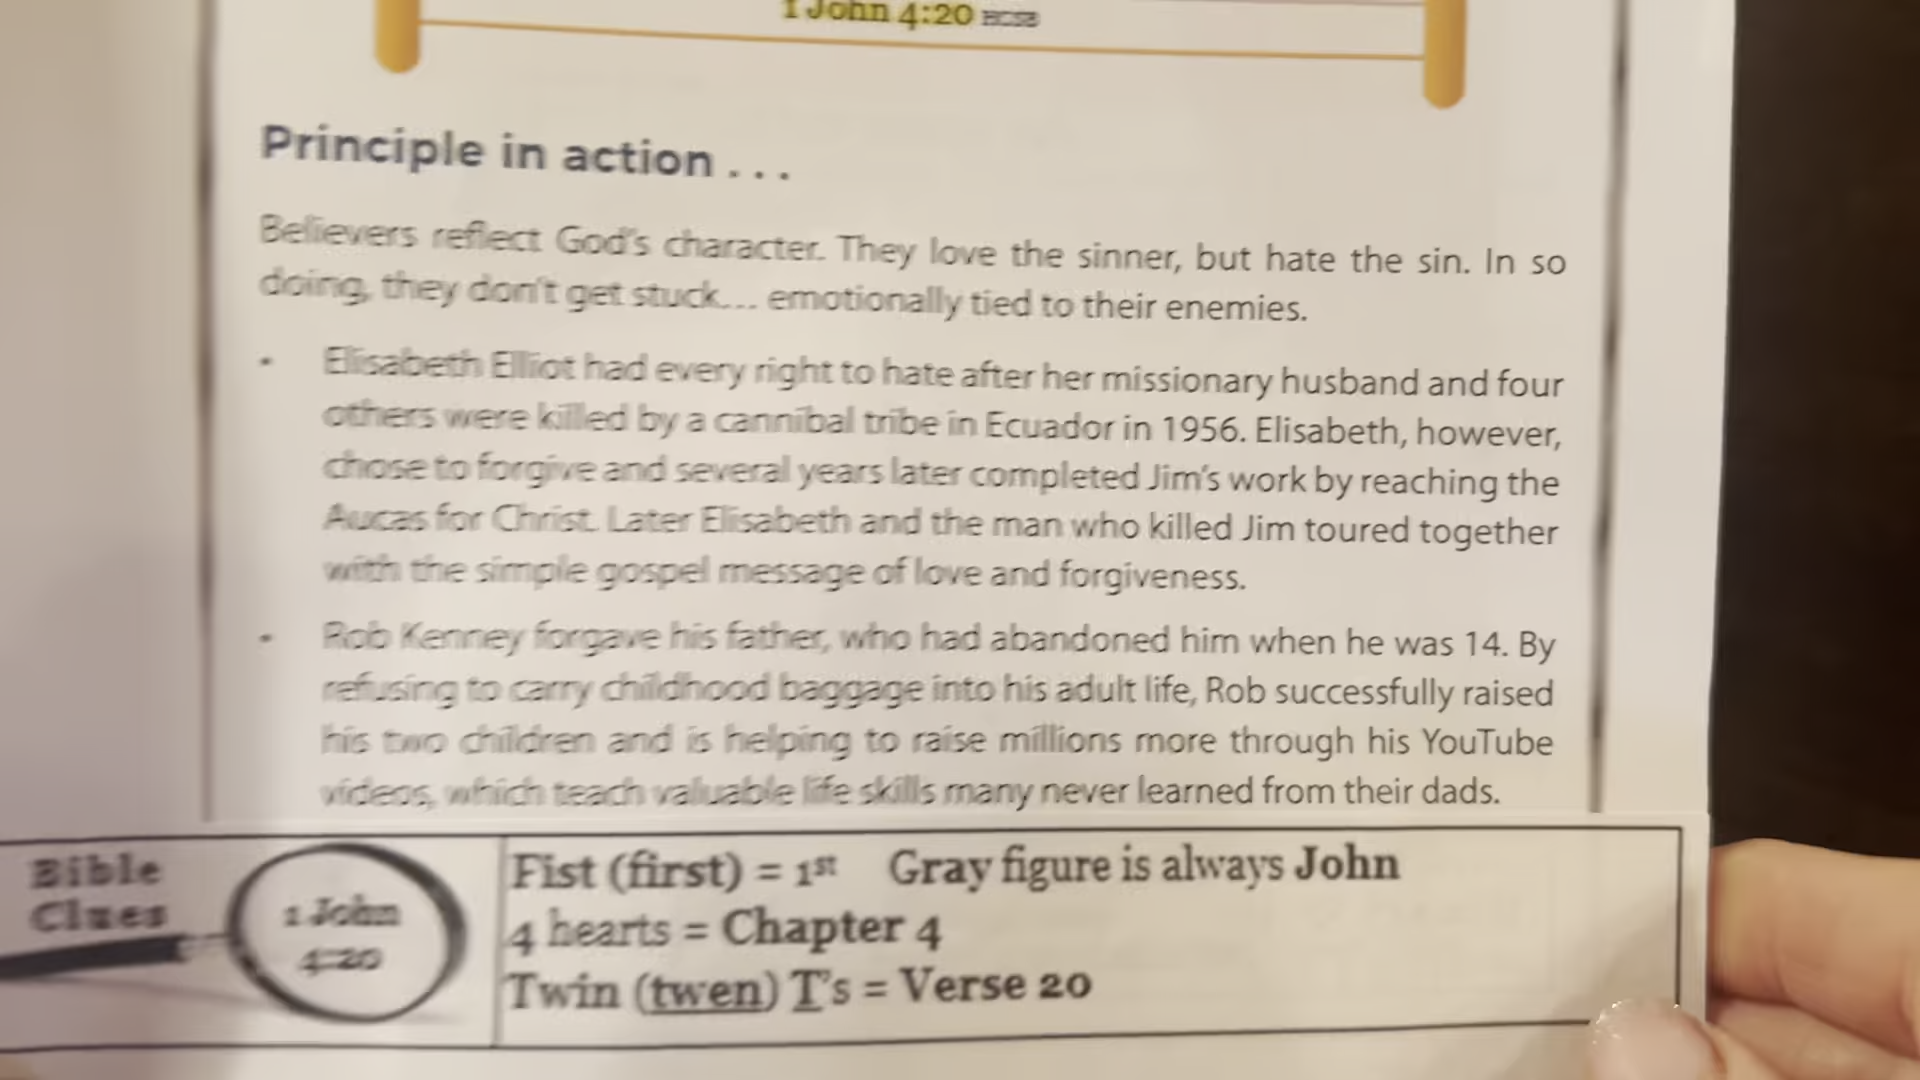 1 John 4:20 HCSB
Principle in action . . .
Believers reflect God's character. They love the sinner, but hate the sin. In so
doing, they don't get stuck... emotionally tied to their enemies.
• Elisabeth Elliot had every right to hate after her missionary husband and four
others were killed by a cannibal tribe in Ecuador in 1956. Elisabeth, however,
chose to forgive and several years later completed Jim's work by reaching the
Aucas for Christ. Later Elisabeth and the man who killed Jim toured together
with the simple gospel message of love and forgiveness.
• Rob Kenney forgave his father, who had abandoned him when he was 14. By
refusing to carry childhood baggage into his adult life, Rob successfully raised
his two children and is helping to raise millions more through his YouTube
videos, which teach valuable life skills many never learned from their dads.
Bible
Clues
1 John
4:20
Fist (first) = 1st Gray figure is always John
4 hearts = Chapter 4
Twin (twen) T's = Verse 20